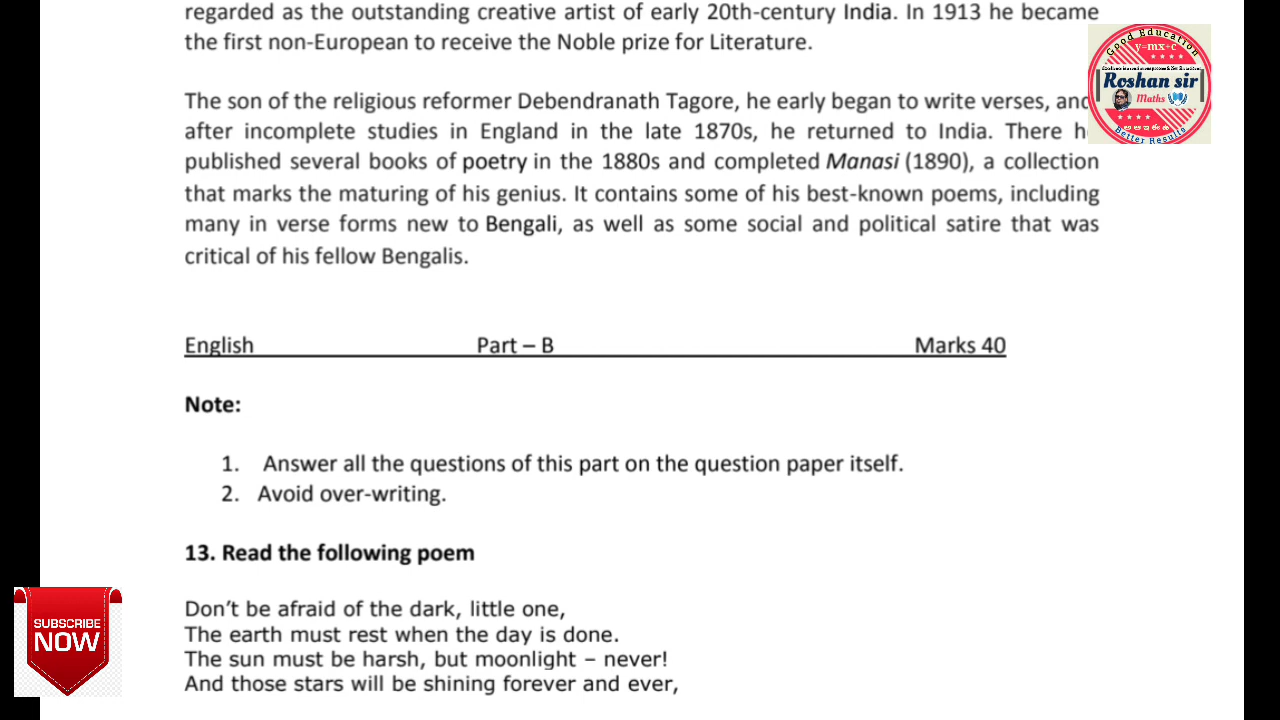 regarded as the outstanding creative artist of early 20th-century India. In 1913 he became
the first non-European to receive the Noble prize for Literature.
The son of the religious reformer Debendranath Tagore, he early began to write verses, and
after incomplete studies in England in the late 1870s, he returned to India. There h
published several books of poetry in the 1880s and completed Manasi (1890), a collection
that marks the maturing of his genius. It contains some of his best-known poems, including
many in verse forms new to Bengali, as well as some social and political satire that was
critical of his fellow Bengalis.
English Part – B Marks 40
Note:
1. Answer all the questions of this part on the question paper itself.
2. Avoid over-writing.
13. Read the following poem
Don't be afraid of the dark, little one,
The earth must rest when the day is done.
The sun must be harsh, but moonlight – never!
And those stars will be shining forever and ever,
Good Education
y=mx+c
Roshan sir
Maths
Better Results
SUBSCRIBE
NOW